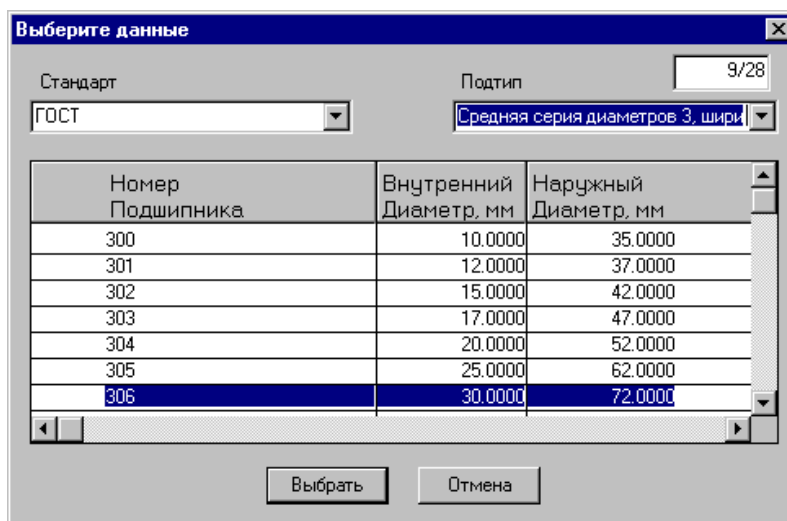 Выберите данные
Стандарт
Подтип
9/28
ГОСТ
Средняя серия диаметров 3, шири
Номер Подшипника
Внутренний Диаметр, мм
Наружный Диаметр, мм
300 10.0000 35.0000
301 12.0000 37.0000
302 15.0000 42.0000
303 17.0000 47.0000
304 20.0000 52.0000
305 25.0000 62.0000
306 30.0000 72.0000
Выбрать
Отмена